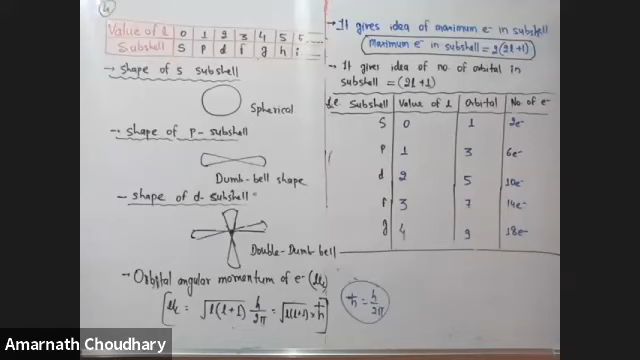 Value of l 0 1 2 3 4 5 6
Subshell s p d f g h i
→ shape of s subshell
Spherical
→ shape of p- subshell
Dumb-bell shape
→ shape of d- subshell
Double-Dumb bell
→ Orbital angular momentum of e⁻
= √l(l+1) h/2π = √l(l+1) × ħ
ħ = h/2π
→ It gives idea of maximum e⁻ in subshell
maximum e⁻ in subshell = 2(2l+1)
→ It gives idea of no. of orbital in
subshell = (2l+1)
Subshell Value of l Orbital No. of e⁻
S 0 1 2e⁻
p 1 3 6e⁻
d 2 5 10e⁻
f 3 7 14e⁻
g 4 9 18e⁻
Amarnath Choudhary